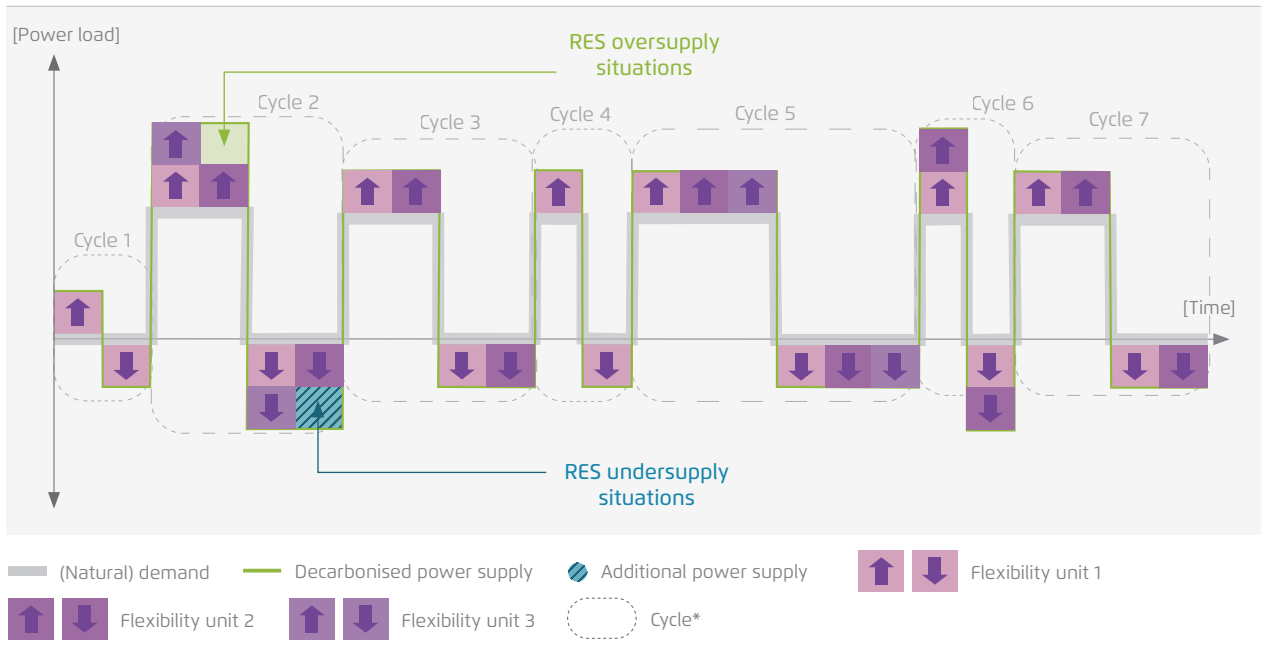 [Power load]
RES oversupply
situations
Cycle 2
Cycle 3
Cycle 4
Cycle 5
Cycle 6
Cycle 7
Cycle 1
[Time]
RES undersupply
situations
(Natural) demand
Decarbonised power supply
Additional power supply
Flexibility unit 1
Flexibility unit 2
Flexibility unit 3
Cycle*